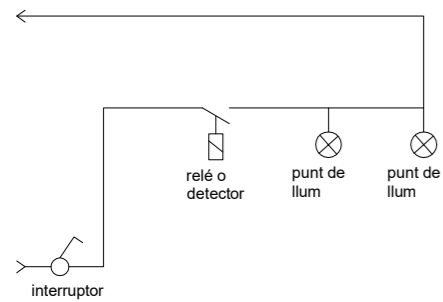 relé o
detector
punt de
llum
punt de
llum
interruptor